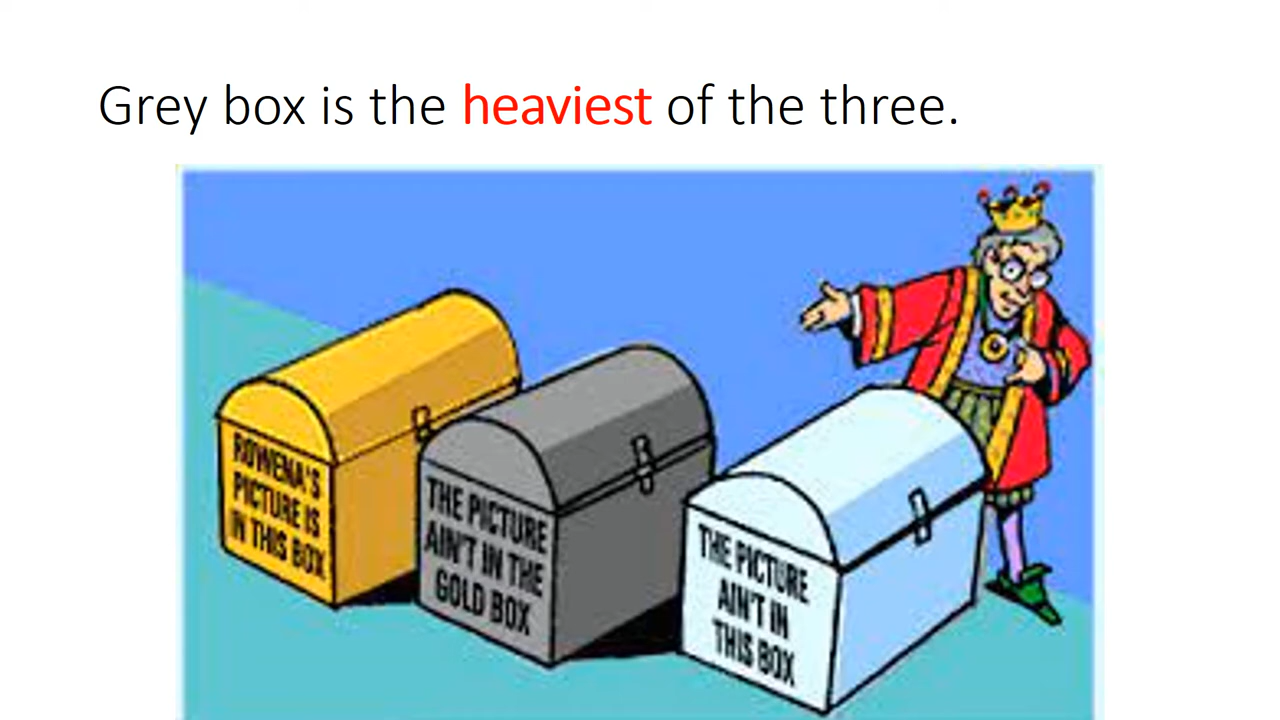 Grey box is the heaviest of the three.
ROWENA'S
PICTURE IS
IN THIS BOX
THE PICTURE
AIN'T IN THE
GOLD BOX
THE PICTURE
AIN'T IN
THIS BOX